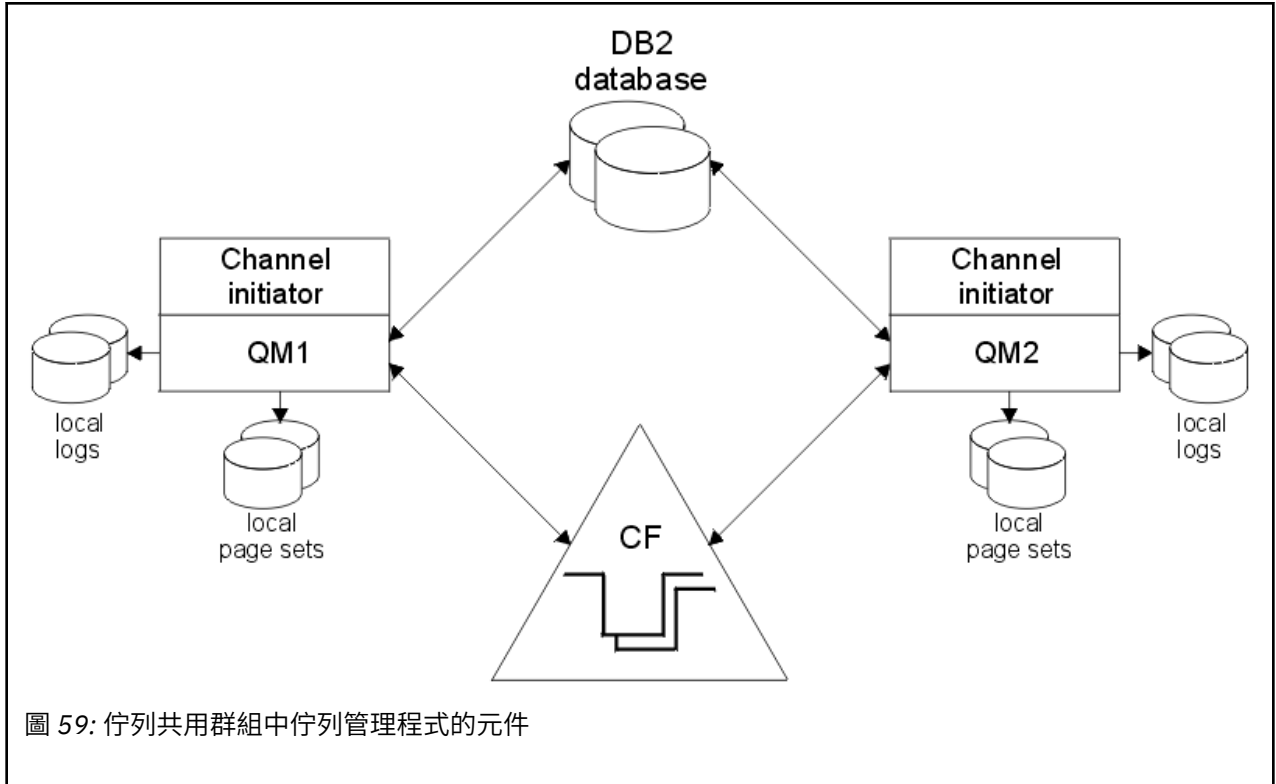 DB2
database
Channel
initiator
QM1
Channel
initiator
QM2
local
logs
local
page sets
local
page sets
local
logs
CF
圖 59: 佇列共用群組中佇列管理程式的元件